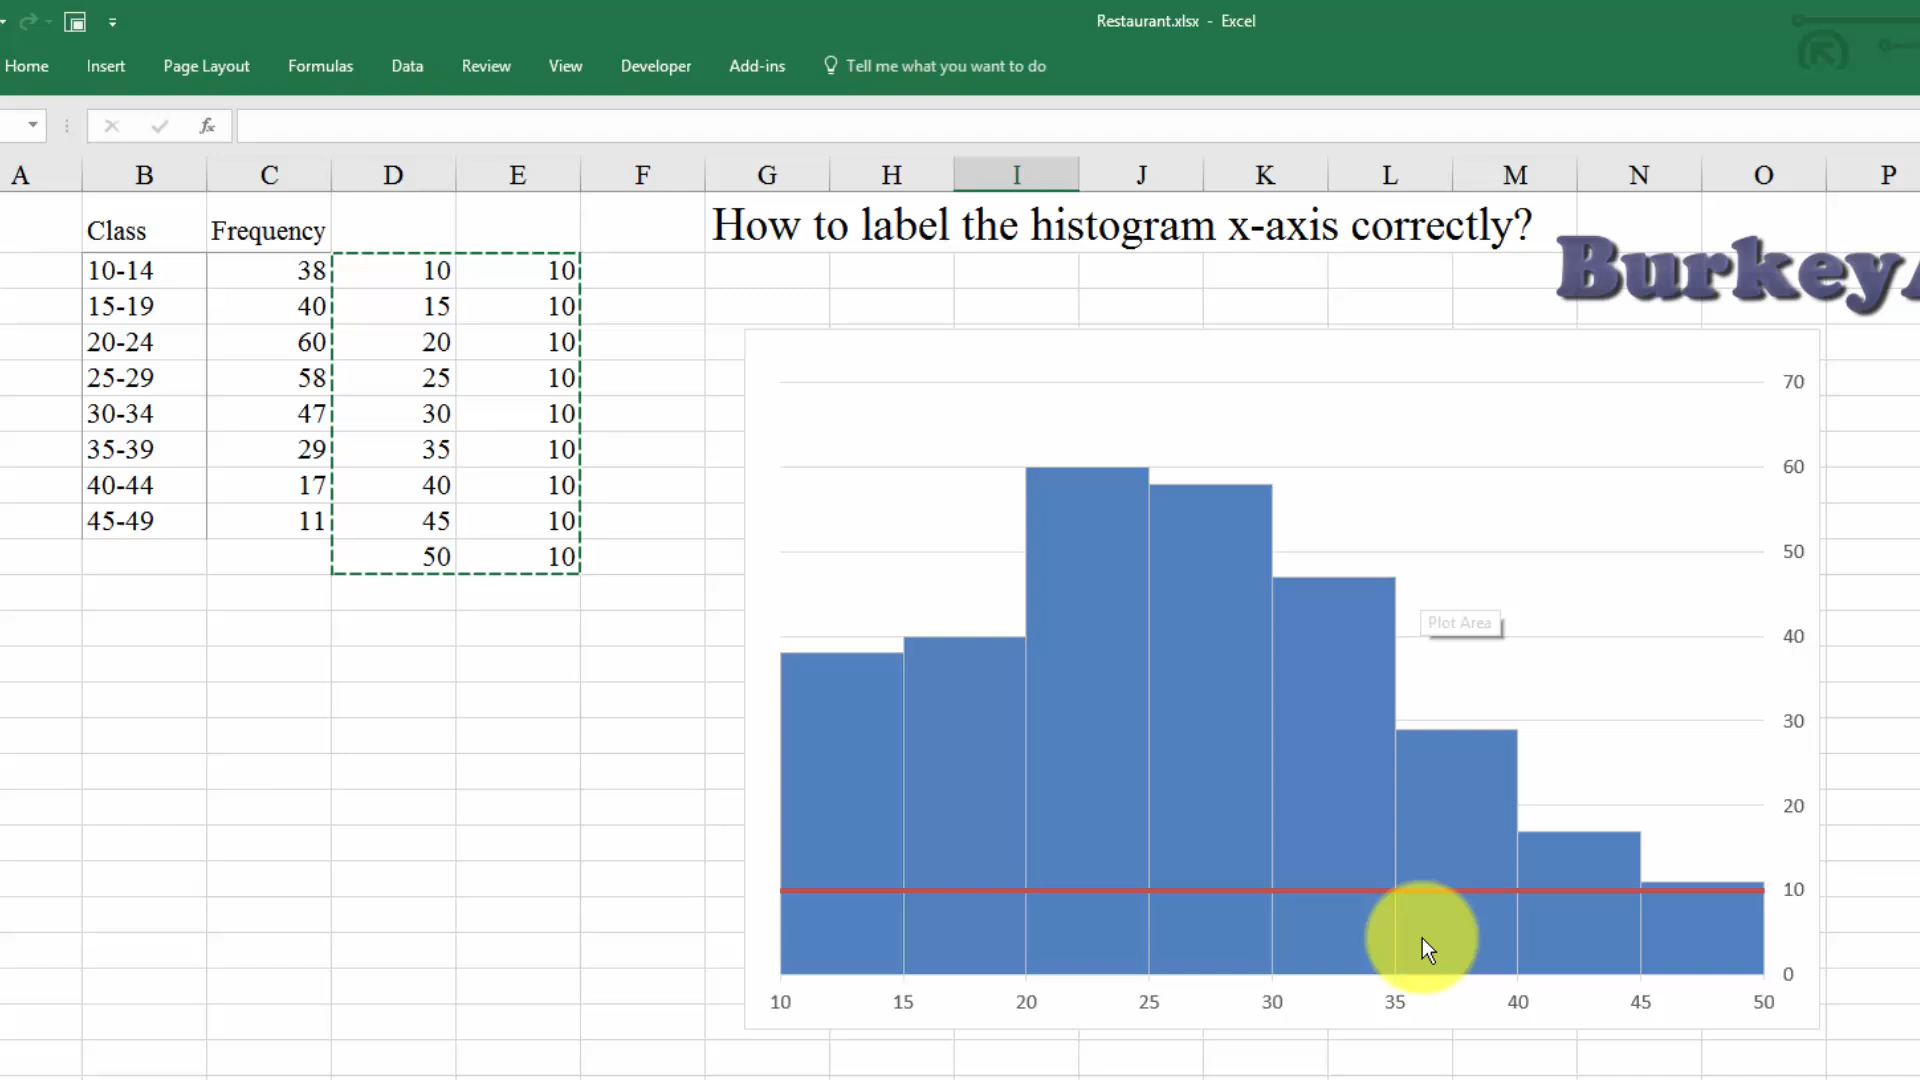 Restaurant.xlsx - Excel
Home Insert Page Layout Formulas Data Review View Developer Add-ins Tell me what you want to do
fx
A B C D E F G H I J K L M N O P
Class Frequency How to label the histogram x-axis correctly?
BurkeyA
10-14 38 10 10
15-19 40 15 10
20-24 60 20 10
25-29 58 25 10
30-34 47 30 10
35-39 29 35 10
40-44 17 40 10
45-49 11 45 10
50 10
70
60
50
Plot Area
40
30
20
10
0
10 15 20 25 30 35 40 45 50